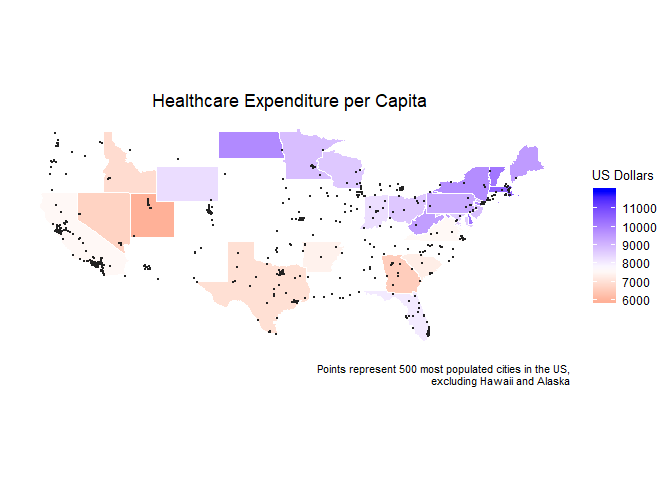 Healthcare Expenditure per Capita
US Dollars
11000
10000
9000
8000
7000
6000
Points represent 500 most populated cities in the US,
excluding Hawaii and Alaska